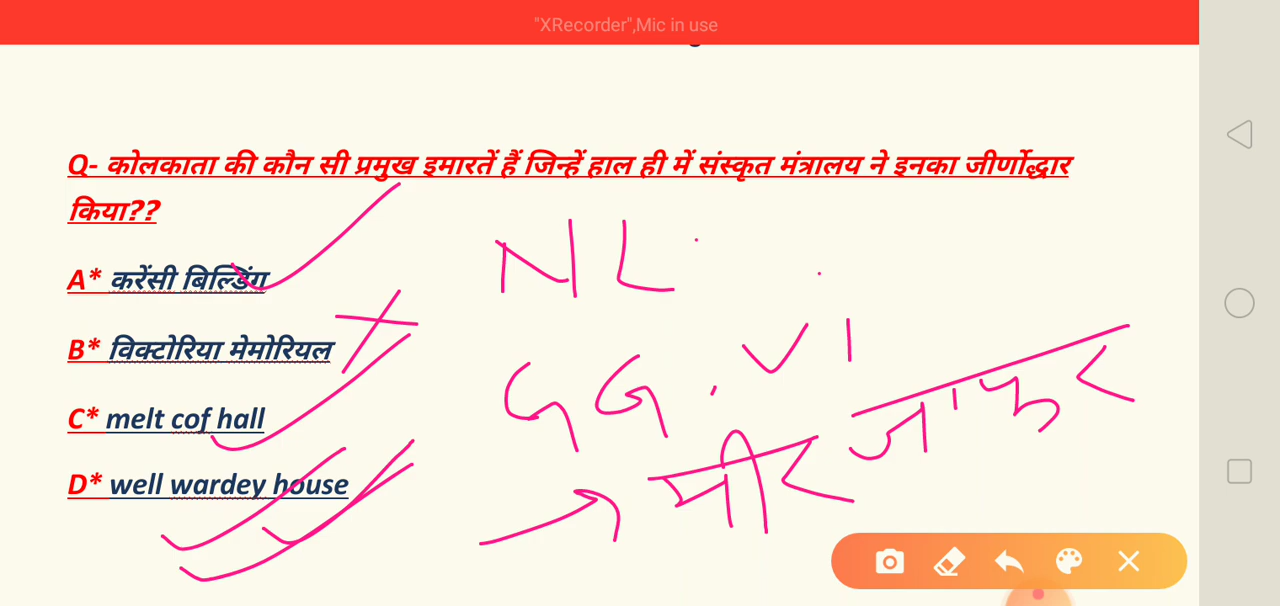 "XRecorder",Mic in use
Q- कोलकाता की कौन सी प्रमुख इमारतें हैं जिन्हें हाल ही में संस्कृत मंत्रालय ने इनका जीर्णोद्धार
किया??
A* करेंसी बिल्डिंग
B* विक्टोरिया मेमोरियल
C* melt cof hall
D* well wardey house
NL
GG.
मीर जाफर